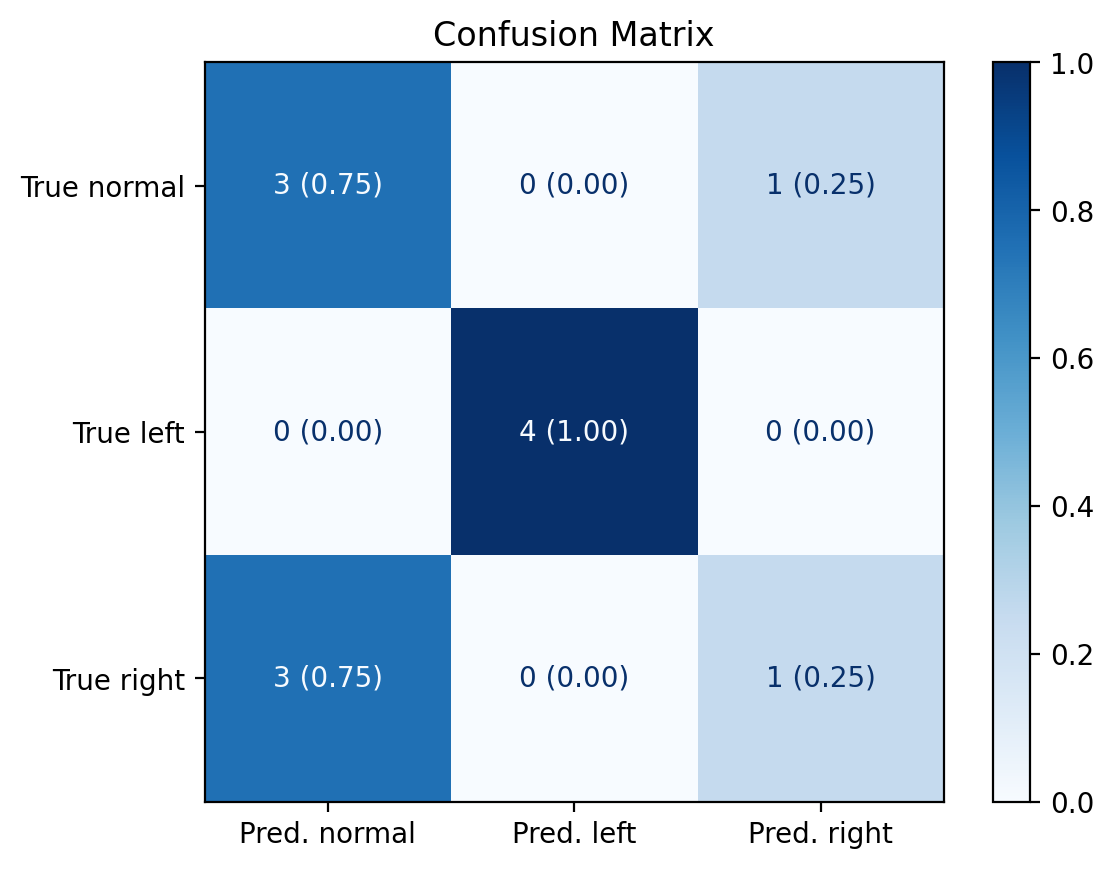 Confusion Matrix
True normal 3 (0.75) 0 (0.00) 1 (0.25)
True left 0 (0.00) 4 (1.00) 0 (0.00)
True right 3 (0.75) 0 (0.00) 1 (0.25)
Pred. normal Pred. left Pred. right
1.0
0.8
0.6
0.4
0.2
0.0